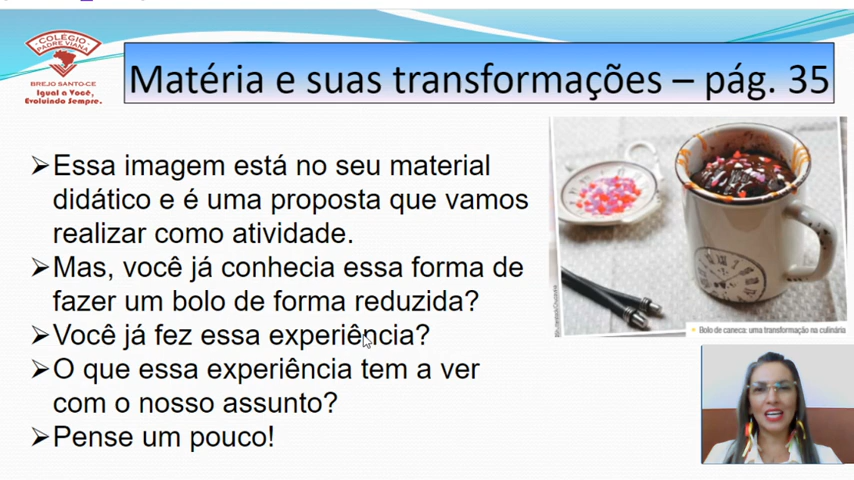 COLÉGIO
PADRE VIANA
BREJO SANTO-CE
Igual a Você,
Evoluindo Sempre.
Matéria e suas transformações – pág. 35
➢Essa imagem está no seu material
didático e é uma proposta que vamos
realizar como atividade.
➢Mas, você já conhecia essa forma de
fazer um bolo de forma reduzida?
➢Você já fez essa experiência?
➢O que essa experiência tem a ver
com o nosso assunto?
➢Pense um pouco!
Bolo de caneca: uma transformação na culinária